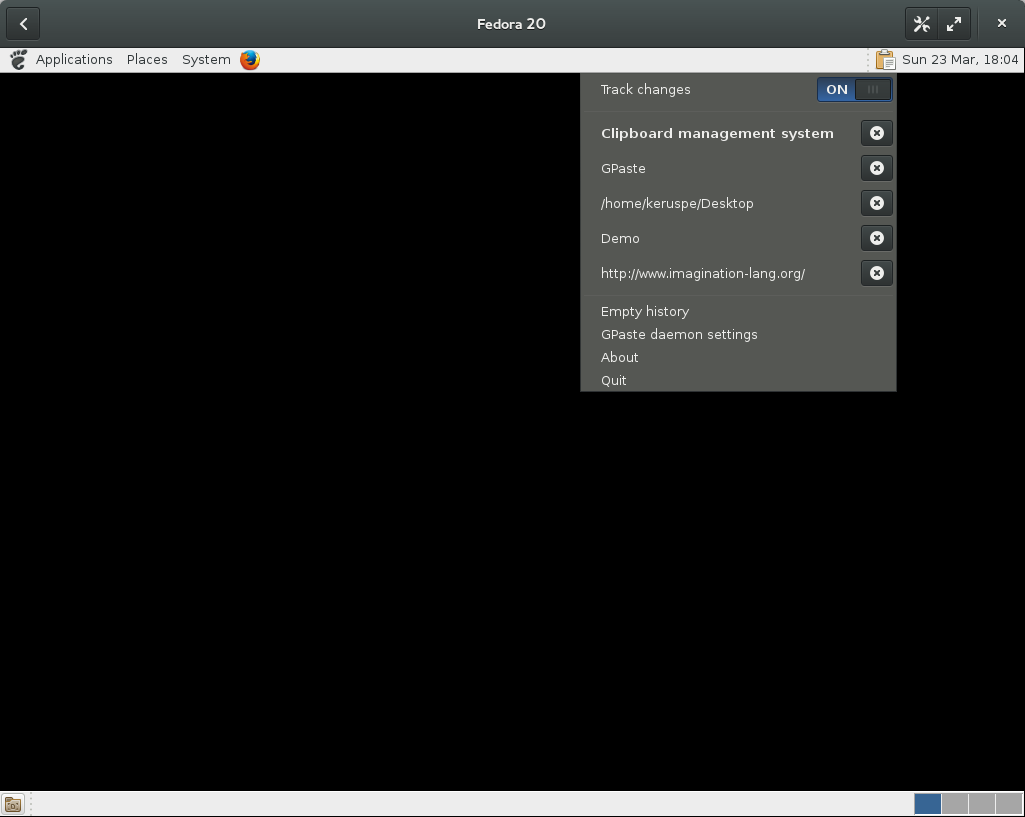 Fedora 20
Applications Places System Sun 23 Mar, 18:04
Track changes ON
Clipboard management system
GPaste
/home/keruspe/Desktop
Demo
http://www.imagination-lang.org/
Empty history
GPaste daemon settings
About
Quit